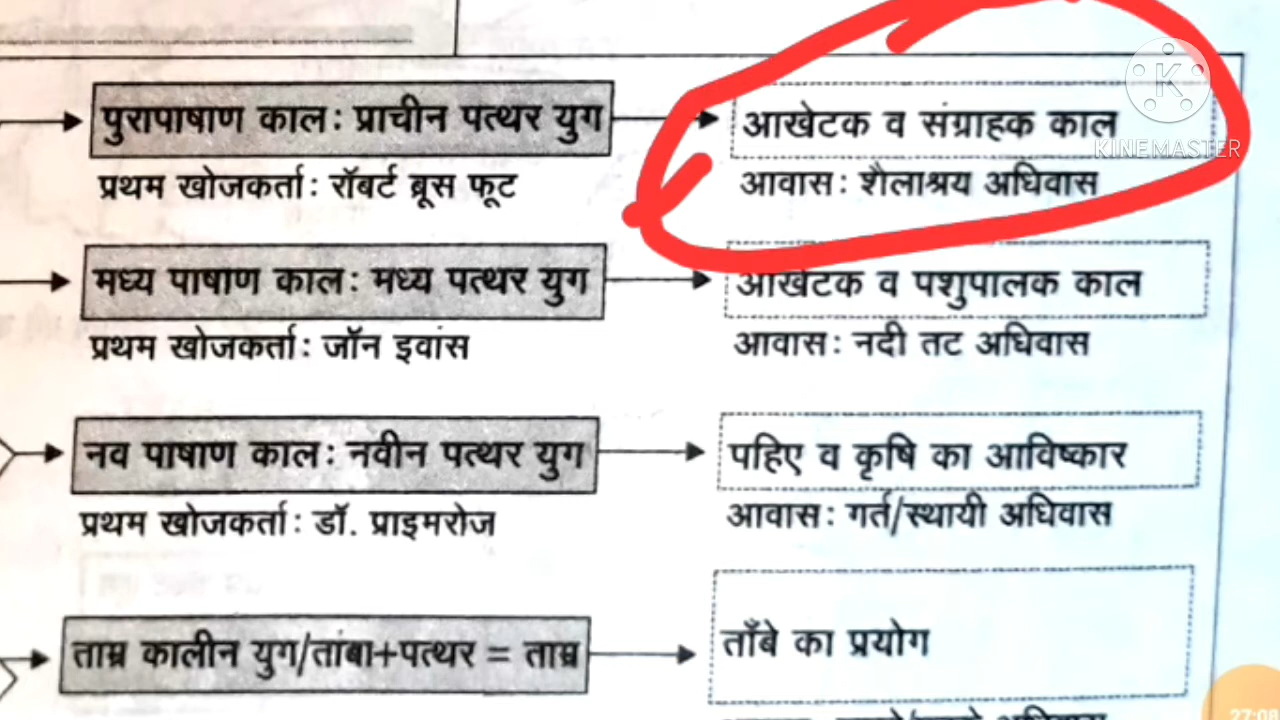 पुरापाषाण काल: प्राचीन पत्थर युग
आखेटक व संग्राहक काल
KINEMASTER
प्रथम खोजकर्ता: रॉबर्ट ब्रूस फूट
आवास: शैलाश्रय अधिवास
मध्य पाषाण काल: मध्य पत्थर युग
आखेटक व पशुपालक काल
प्रथम खोजकर्ता: जॉन इवांस
आवास: नदी तट अधिवास
नव पाषाण काल: नवीन पत्थर युग
पहिए व कृषि का आविष्कार
प्रथम खोजकर्ता: डॉ. प्राइमरोज
आवास: गर्त/स्थायी अधिवास
ताम्र कालीन युग/तांबा+पत्थर = ताम्र
ताँबे का प्रयोग
27:08